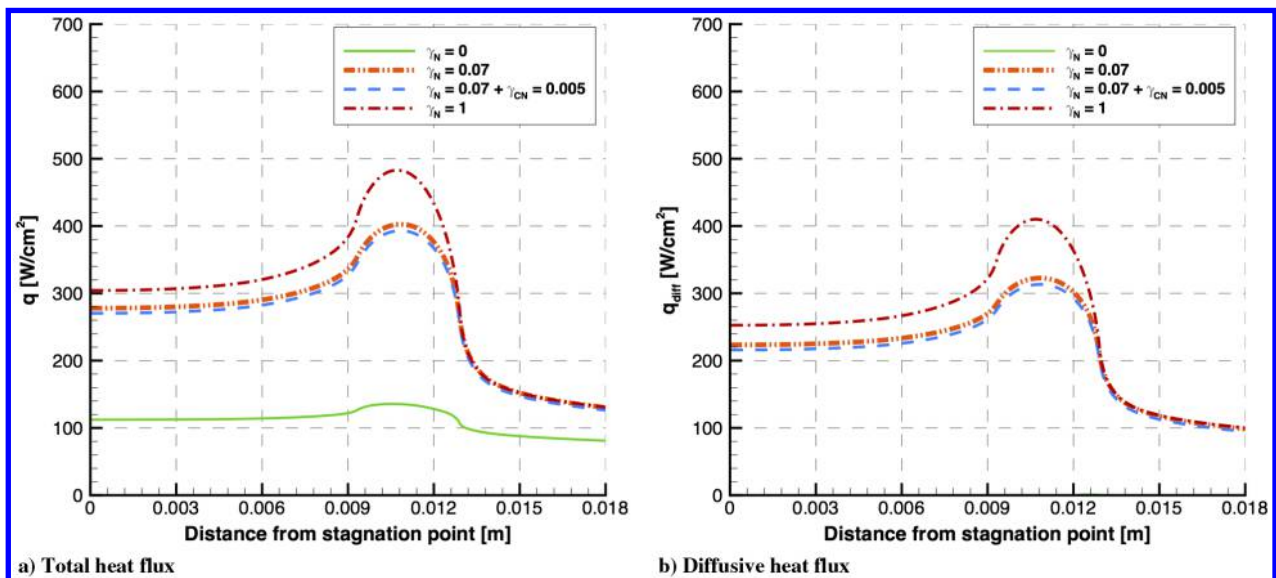 700
600
500
400
300
200
100
0
q [W/cm²]
γN = 0
γN = 0.07
γN = 0.07 + γCN = 0.005
γN = 1
0 0.003 0.006 0.009 0.012 0.015 0.018
Distance from stagnation point [m]
a) Total heat flux
700
600
500
400
300
200
100
0
qdiff [W/cm²]
γN = 0
γN = 0.07
γN = 0.07 + γCN = 0.005
γN = 1
0 0.003 0.006 0.009 0.012 0.015 0.018
Distance from stagnation point [m]
b) Diffusive heat flux